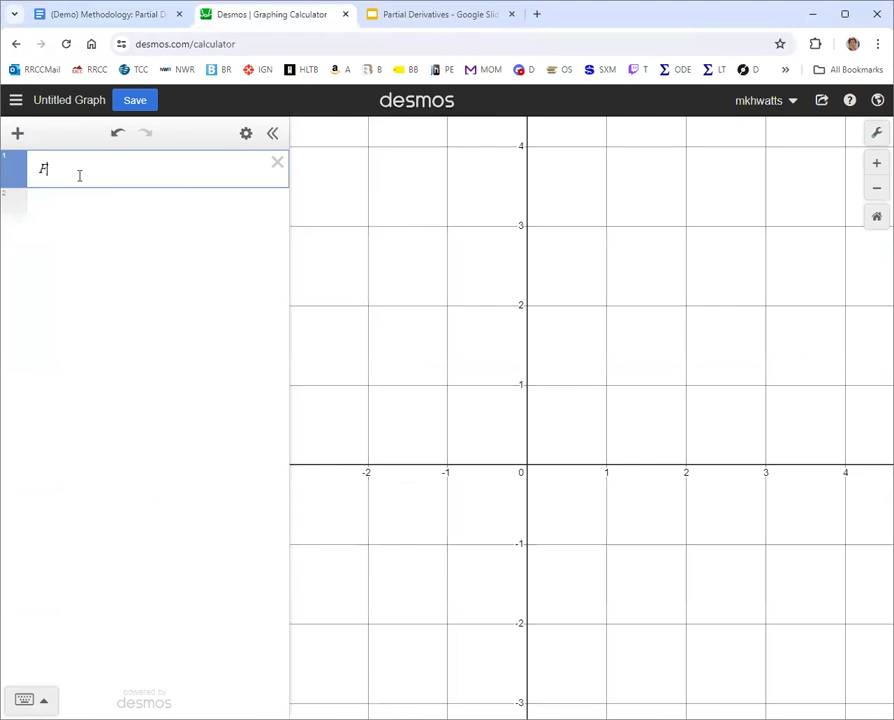 (Demo) Methodology: Partial D
Desmos | Graphing Calculator
Partial Derivatives - Google Slid
desmos.com/calculator
RRCCMail RRCC TCC NWR BR IGN HLTB A B BB PE MOM D OS SXM T ODE LT D All Bookmarks
Untitled Graph Save desmos mkhwatts
1
F
2
4
3
2
1
-2 -1 0 1 2 3 4
-1
-2
-3
powered by
desmos